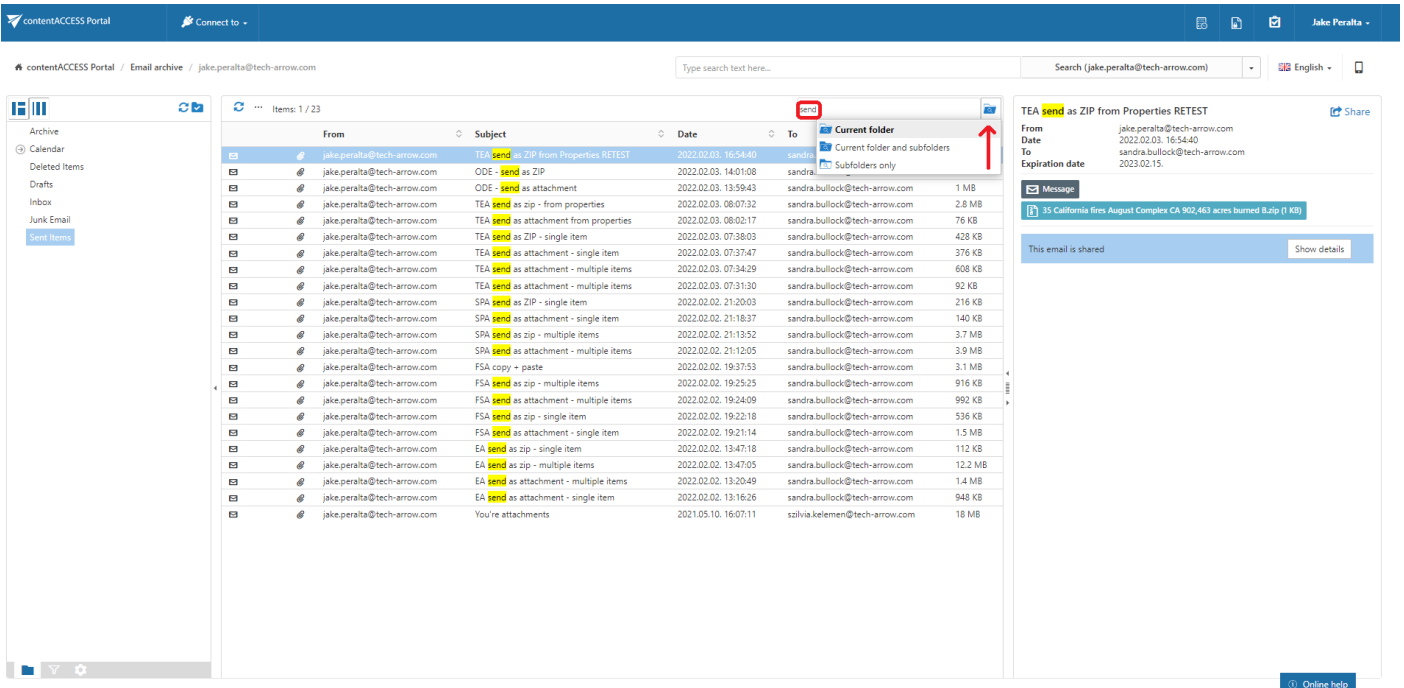 contentACCESS Portal Connect to Jake Peralta
contentACCESS Portal / Email archive / jake.peralta@tech-arrow.com Type search text here... Search (jake.peralta@tech-arrow.com) English
Archive
Calendar
Deleted Items
Drafts
Inbox
Junk Email
Sent Items
Items: 1 / 23 send
From Subject Date To
Current folder
Current folder and subfolders
Subfolders only
jake.peralta@tech-arrow.com TEA send as ZIP from Properties RETEST 2022.02.03. 16:54:40
jake.peralta@tech-arrow.com ODE - send as ZIP 2022.02.03. 14:01:08
jake.peralta@tech-arrow.com ODE - send as attachment 2022.02.03. 13:59:43 sandra.bullock@tech-arrow.com 1 MB
jake.peralta@tech-arrow.com TEA send as zip - from properties 2022.02.03. 08:07:32 sandra.bullock@tech-arrow.com 2.8 MB
jake.peralta@tech-arrow.com TEA send as attachment from properties 2022.02.03. 08:02:17 sandra.bullock@tech-arrow.com 76 KB
jake.peralta@tech-arrow.com TEA send as ZIP - single item 2022.02.03. 07:38:03 sandra.bullock@tech-arrow.com 428 KB
jake.peralta@tech-arrow.com TEA send as attachment - single item 2022.02.03. 07:37:47 sandra.bullock@tech-arrow.com 376 KB
jake.peralta@tech-arrow.com TEA send as attachment - multiple items 2022.02.03. 07:34:29 sandra.bullock@tech-arrow.com 608 KB
jake.peralta@tech-arrow.com TEA send as attachment - multiple items 2022.02.03. 07:31:30 sandra.bullock@tech-arrow.com 92 KB
jake.peralta@tech-arrow.com SPA send as ZIP - single item 2022.02.02. 21:20:03 sandra.bullock@tech-arrow.com 216 KB
jake.peralta@tech-arrow.com SPA send as attachment - single item 2022.02.02. 21:18:37 sandra.bullock@tech-arrow.com 140 KB
jake.peralta@tech-arrow.com SPA send as zip - multiple items 2022.02.02. 21:13:52 sandra.bullock@tech-arrow.com 3.7 MB
jake.peralta@tech-arrow.com SPA send as attachment - multiple items 2022.02.02. 21:12:05 sandra.bullock@tech-arrow.com 3.9 MB
jake.peralta@tech-arrow.com FSA copy + paste 2022.02.02. 19:37:53 sandra.bullock@tech-arrow.com 3.1 MB
jake.peralta@tech-arrow.com FSA send as zip - multiple items 2022.02.02. 19:25:25 sandra.bullock@tech-arrow.com 916 KB
jake.peralta@tech-arrow.com FSA send as attachment - multiple items 2022.02.02. 19:24:09 sandra.bullock@tech-arrow.com 992 KB
jake.peralta@tech-arrow.com FSA send as zip - single item 2022.02.02. 19:22:18 sandra.bullock@tech-arrow.com 536 KB
jake.peralta@tech-arrow.com FSA send as attachment - single item 2022.02.02. 19:21:14 sandra.bullock@tech-arrow.com 1.5 MB
jake.peralta@tech-arrow.com EA send as zip - single item 2022.02.02. 13:47:18 sandra.bullock@tech-arrow.com 112 KB
jake.peralta@tech-arrow.com EA send as zip - multiple items 2022.02.02. 13:47:05 sandra.bullock@tech-arrow.com 12.2 MB
jake.peralta@tech-arrow.com EA send as attachment - multiple items 2022.02.02. 13:20:49 sandra.bullock@tech-arrow.com 1.4 MB
jake.peralta@tech-arrow.com EA send as attachment - single item 2022.02.02. 13:16:26 sandra.bullock@tech-arrow.com 948 KB
jake.peralta@tech-arrow.com You're attachments 2021.05.10. 16:07:11 szilvia.kelemen@tech-arrow.com 18 MB
TEA send as ZIP from Properties RETEST Share
From jake.peralta@tech-arrow.com
Date 2022.02.03. 16:54:40
To sandra.bullock@tech-arrow.com
Expiration date 2023.02.15.
Message
35 California fires August Complex CA 902,463 acres burned B.zip (1 KB)
This email is shared Show details
Online help